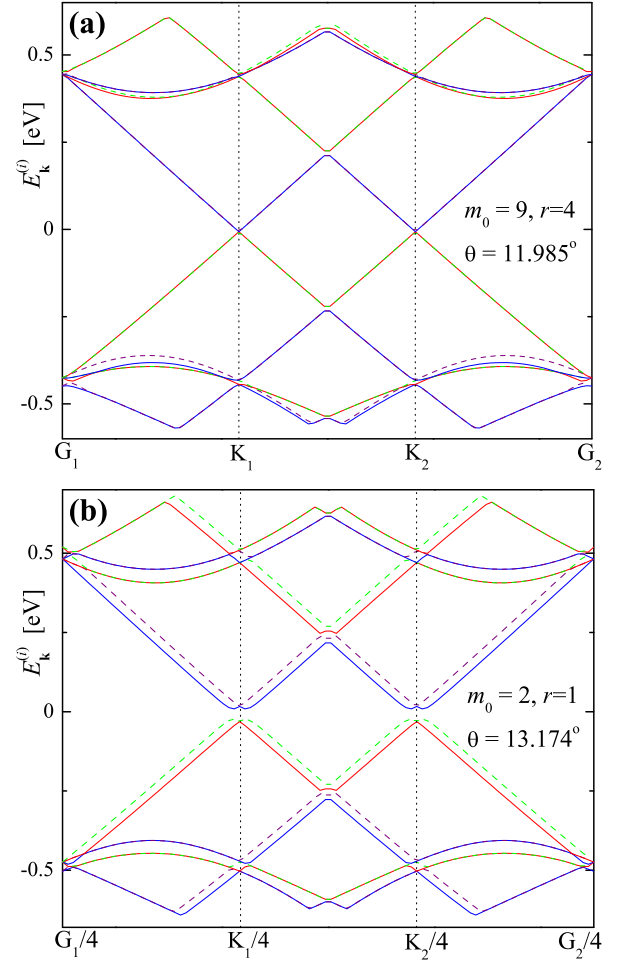 (a)
0.5
0
-0.5
E_k^(i) [eV]
m_0 = 9, r=4
θ = 11.985°
G_1 K_1 K_2 G_2
(b)
0.5
0
-0.5
E_k^(i) [eV]
m_0 = 2, r=1
θ = 13.174°
G_1/4 K_1/4 K_2/4 G_2/4